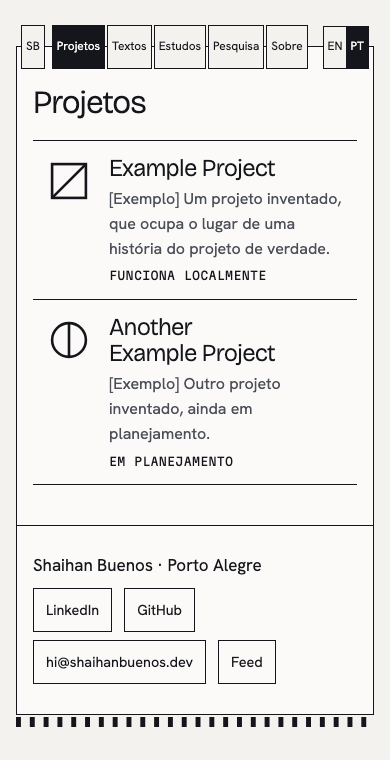 SB Projetos Textos Estudos Pesquisa Sobre EN PT
Projetos
Example Project
[Exemplo] Um projeto inventado,
que ocupa o lugar de uma
história do projeto de verdade.
FUNCIONA LOCALMENTE
Another
Example Project
[Exemplo] Outro projeto
inventado, ainda em
planejamento.
EM PLANEJAMENTO
Shaihan Buenos · Porto Alegre
LinkedIn GitHub
hi@shaihanbuenos.dev Feed